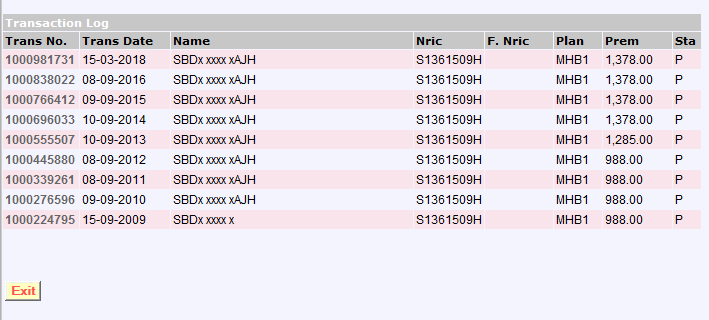 Transaction Log
Trans No. Trans Date Name Nric F. Nric Plan Prem Sta
1000981731 15-03-2018 SBDx xxxx xAJH S1361509H MHB1 1,378.00 P
1000838022 08-09-2016 SBDx xxxx xAJH S1361509H MHB1 1,378.00 P
1000766412 09-09-2015 SBDx xxxx xAJH S1361509H MHB1 1,378.00 P
1000696033 10-09-2014 SBDx xxxx xAJH S1361509H MHB1 1,378.00 P
1000555507 10-09-2013 SBDx xxxx xAJH S1361509H MHB1 1,285.00 P
1000445880 08-09-2012 SBDx xxxx xAJH S1361509H MHB1 988.00 P
1000339261 08-09-2011 SBDx xxxx xAJH S1361509H MHB1 988.00 P
1000276596 09-09-2010 SBDx xxxx xAJH S1361509H MHB1 988.00 P
1000224795 15-09-2009 SBDx xxxx x S1361509H MHB1 988.00 P
Exit